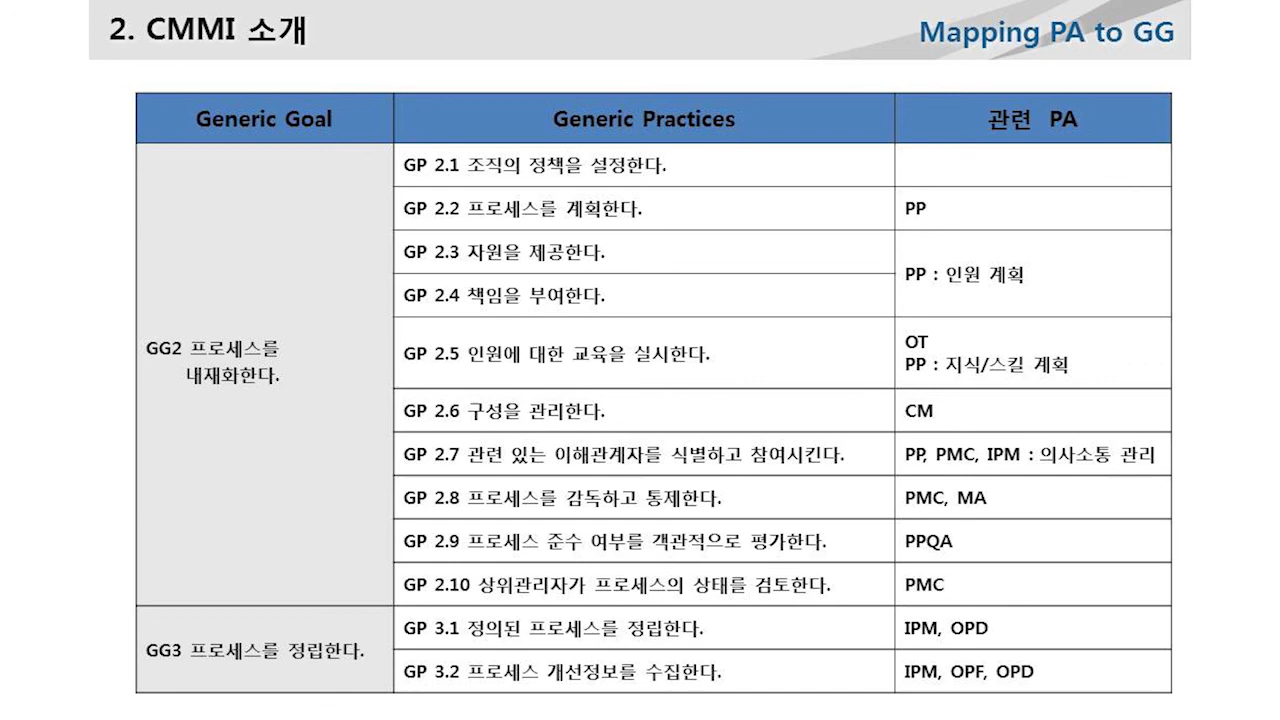 2. CMMI 소개
Mapping PA to GG
Generic Goal
Generic Practices
관련 PA
GG2 프로세스를
내재화한다.
GP 2.1 조직의 정책을 설정한다.
GP 2.2 프로세스를 계획한다.
PP
GP 2.3 자원을 제공한다.
GP 2.4 책임을 부여한다.
PP : 인원 계획
GP 2.5 인원에 대한 교육을 실시한다.
OT
PP : 지식/스킬 계획
GP 2.6 구성을 관리한다.
CM
GP 2.7 관련 있는 이해관계자를 식별하고 참여시킨다.
PP, PMC, IPM : 의사소통 관리
GP 2.8 프로세스를 감독하고 통제한다.
PMC, MA
GP 2.9 프로세스 준수 여부를 객관적으로 평가한다.
PPQA
GP 2.10 상위관리자가 프로세스의 상태를 검토한다.
PMC
GG3 프로세스를 정립한다.
GP 3.1 정의된 프로세스를 정립한다.
IPM, OPD
GP 3.2 프로세스 개선정보를 수집한다.
IPM, OPF, OPD